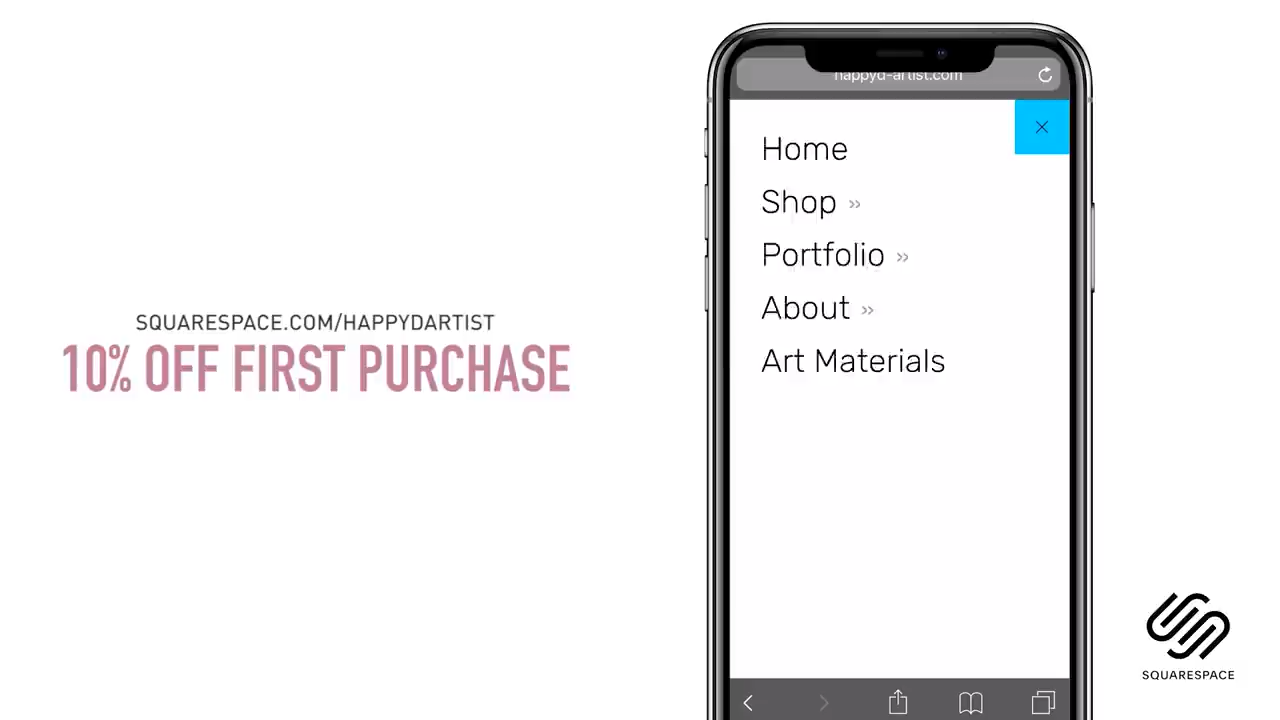 SQUARESPACE.COM/HAPPYDARTIST
10% OFF FIRST PURCHASE
happyd-artist.com
Home
Shop »
Portfolio »
About »
Art Materials
SQUARESPACE